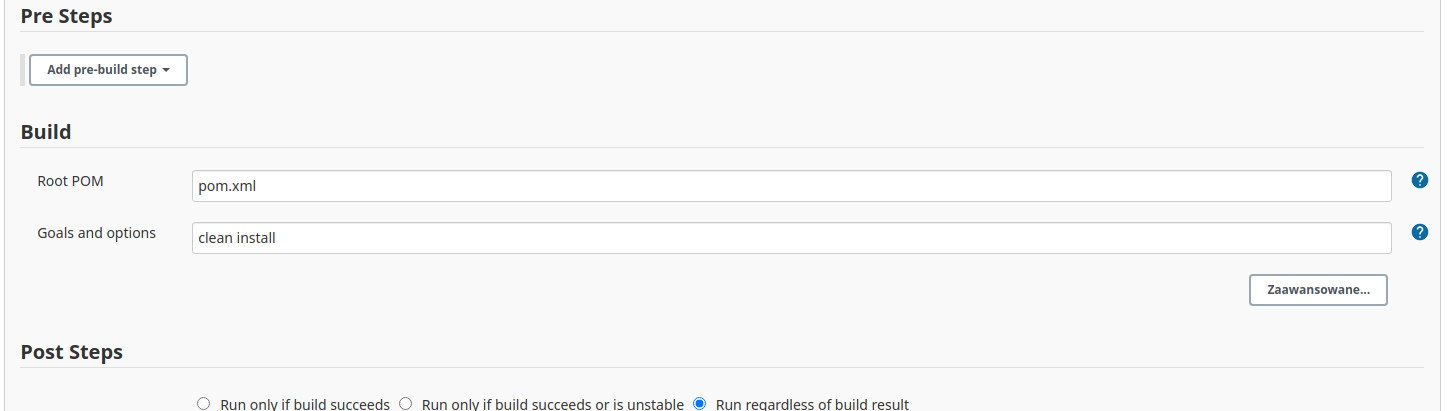 Pre Steps
Add pre-build step
Build
Root POM
pom.xml
?
Goals and options
clean install
?
Zaawansowane...
Post Steps
Run only if build succeeds Run only if build succeeds or is unstable Run regardless of build result